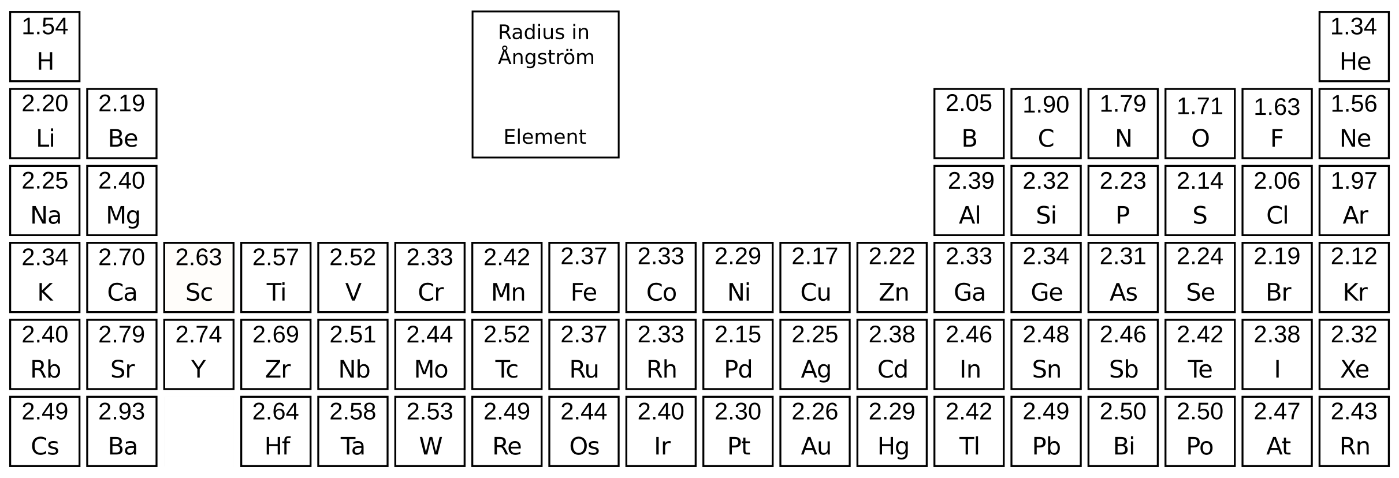 1.54 1.34
H Radius in Ångström He
2.20 2.19 2.05 1.90 1.79 1.71 1.63 1.56
Li Be Element B C N O F Ne
2.25 2.40 2.39 2.32 2.23 2.14 2.06 1.97
Na Mg Al Si P S Cl Ar
2.34 2.70 2.63 2.57 2.52 2.33 2.42 2.37 2.33 2.29 2.17 2.22 2.33 2.34 2.31 2.24 2.19 2.12
K Ca Sc Ti V Cr Mn Fe Co Ni Cu Zn Ga Ge As Se Br Kr
2.40 2.79 2.74 2.69 2.51 2.44 2.52 2.37 2.33 2.15 2.25 2.38 2.46 2.48 2.46 2.42 2.38 2.32
Rb Sr Y Zr Nb Mo Tc Ru Rh Pd Ag Cd In Sn Sb Te I Xe
2.49 2.93 2.64 2.58 2.53 2.49 2.44 2.40 2.30 2.26 2.29 2.42 2.49 2.50 2.50 2.47 2.43
Cs Ba Hf Ta W Re Os Ir Pt Au Hg Tl Pb Bi Po At Rn